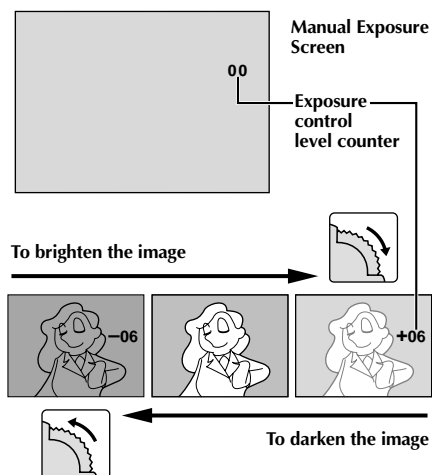 Manual Exposure
Screen
00
Exposure
control
level counter
To brighten the image
–06
+06
To darken the image